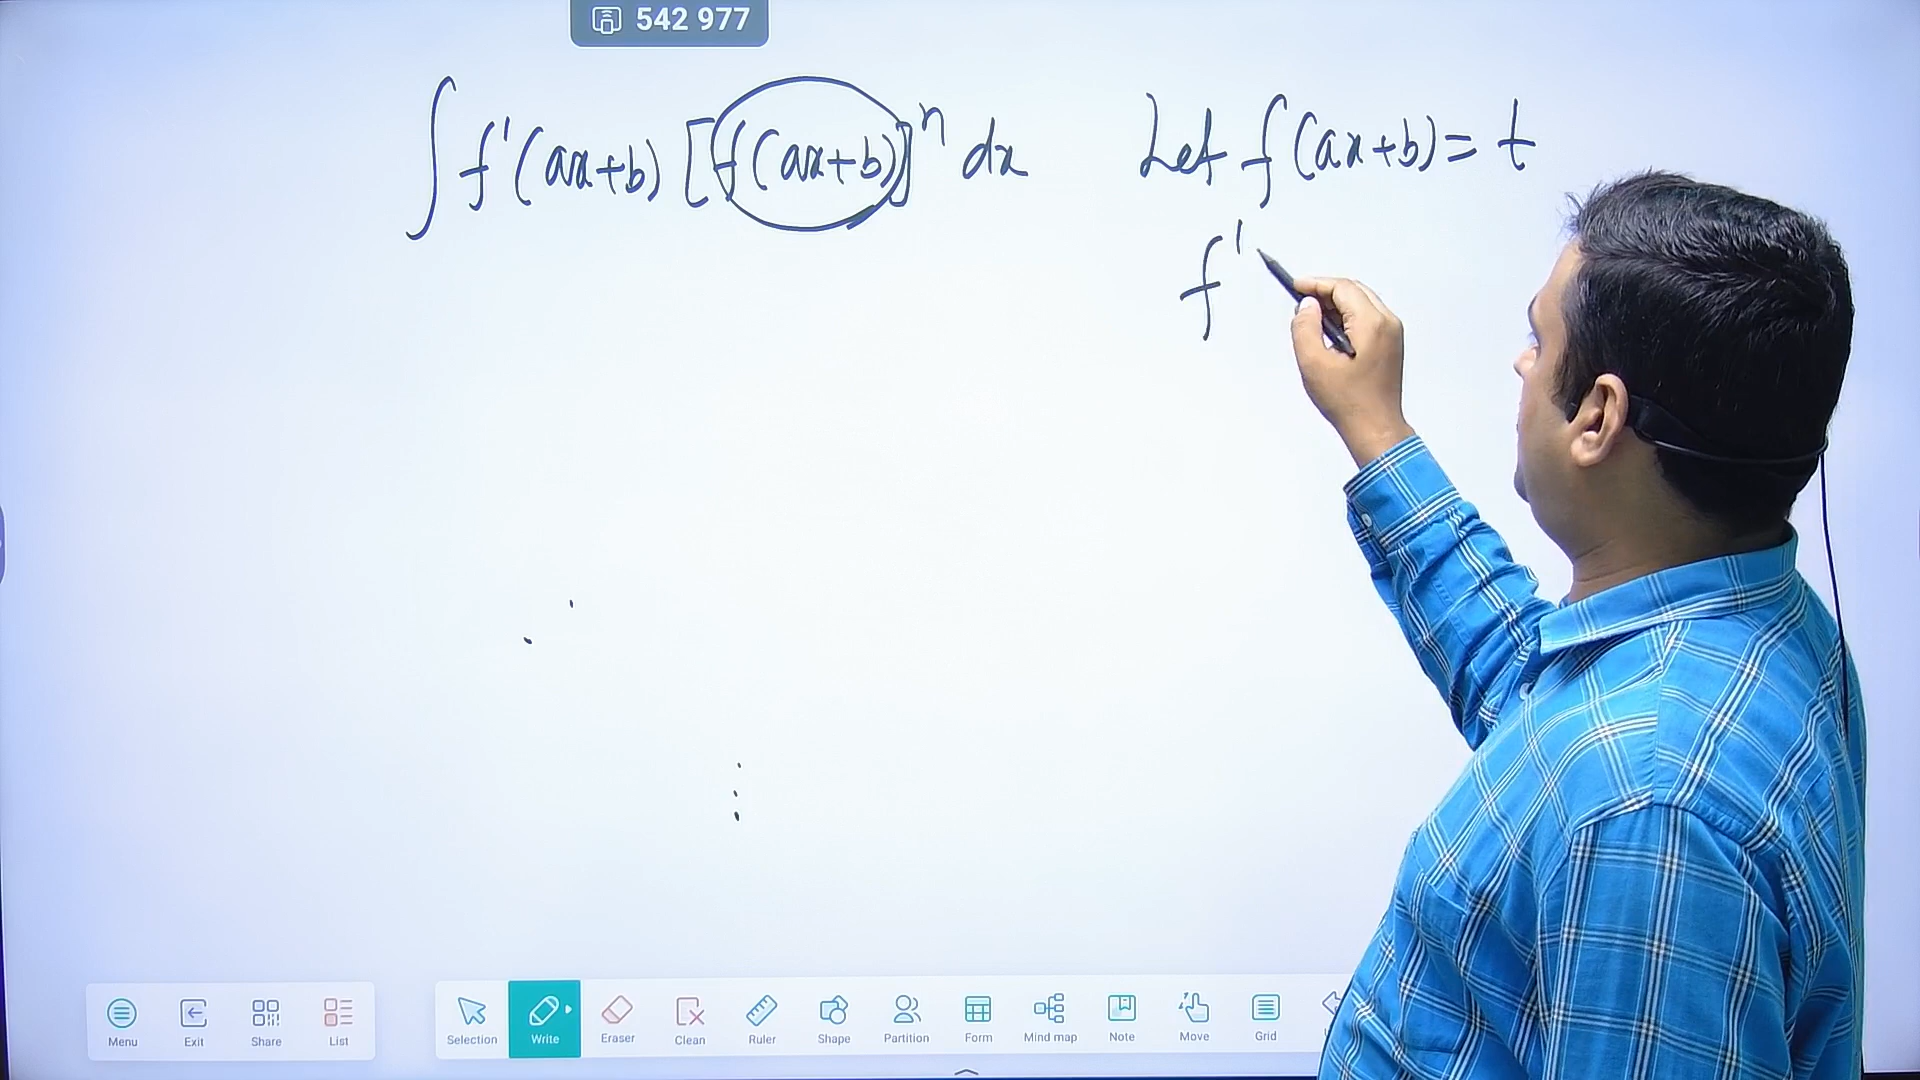 542 977
∫ f'(ax+b) [f(ax+b)]ⁿ dx
Let f(ax+b) = t
f'
Menu
Exit
Share
List
Selection
Write
Eraser
Clean
Ruler
Shape
Partition
Form
Mind map
Note
Move
Grid